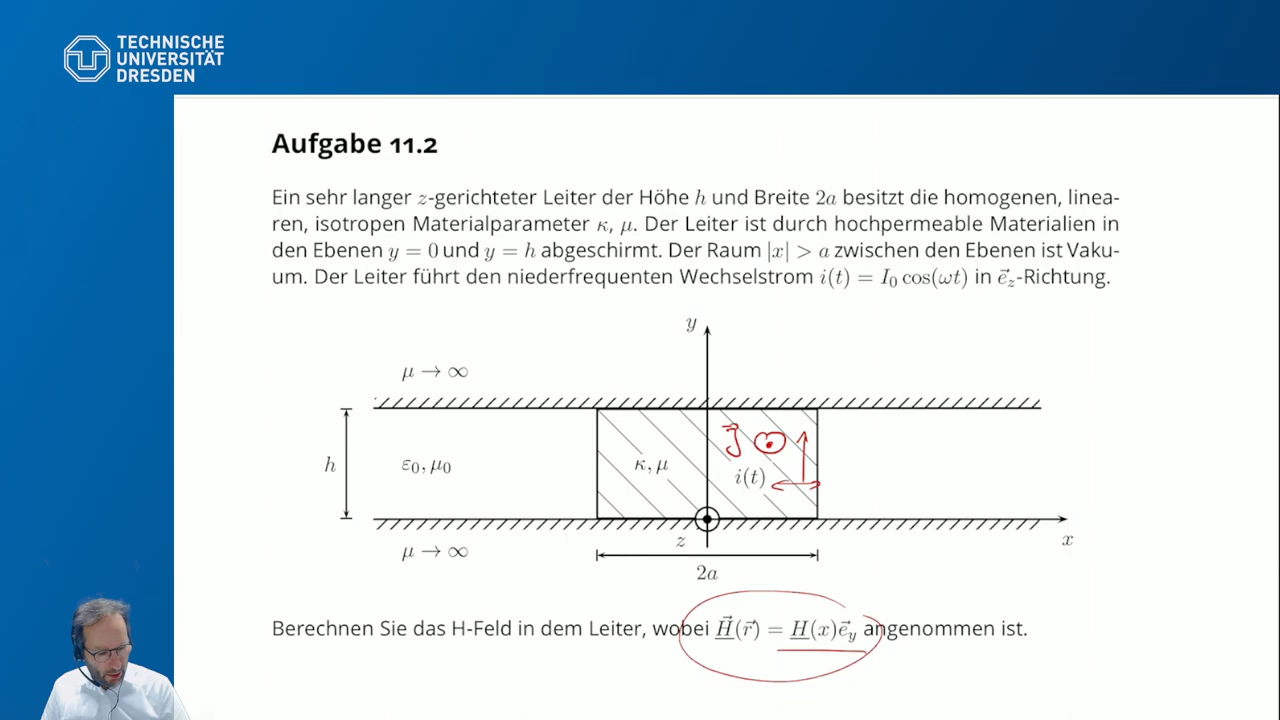 TECHNISCHE
UNIVERSITÄT
DRESDEN
Aufgabe 11.2
Ein sehr langer z-gerichteter Leiter der Höhe h und Breite 2a besitzt die homogenen, linea-
ren, isotropen Materialparameter κ, μ. Der Leiter ist durch hochpermeable Materialien in
den Ebenen y = 0 und y = h abgeschirmt. Der Raum |x| > a zwischen den Ebenen ist Vaku-
um. Der Leiter führt den niederfrequenten Wechselstrom i(t) = I₀ cos(ωt) in e⃗_z-Richtung.
y
μ → ∞
J⃗
h
ε₀, μ₀
κ, μ
i(t)
μ → ∞
z
x
2a
Berechnen Sie das H-Feld in dem Leiter, wobei H̲⃗(r⃗) = H̲(x)e⃗_y angenommen ist.